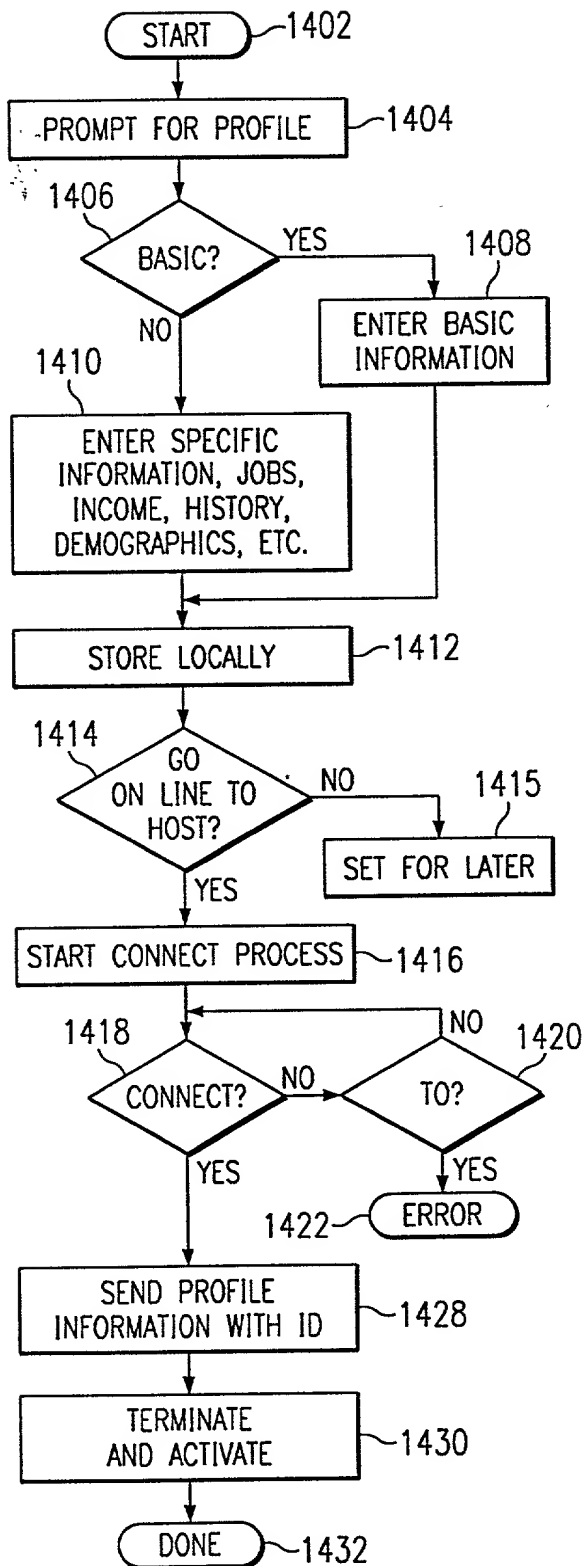 START
1402
PROMPT FOR PROFILE
1404
1406
BASIC?
YES
1408
ENTER BASIC
INFORMATION
NO
1410
ENTER SPECIFIC
INFORMATION, JOBS,
INCOME, HISTORY,
DEMOGRAPHICS, ETC.
STORE LOCALLY
1412
1414
GO
ON LINE TO
HOST?
NO
1415
SET FOR LATER
YES
START CONNECT PROCESS
1416
1418
CONNECT?
NO
NO
1420
TO?
YES
YES
1422
ERROR
SEND PROFILE
INFORMATION WITH ID
1428
TERMINATE
AND ACTIVATE
1430
DONE
1432